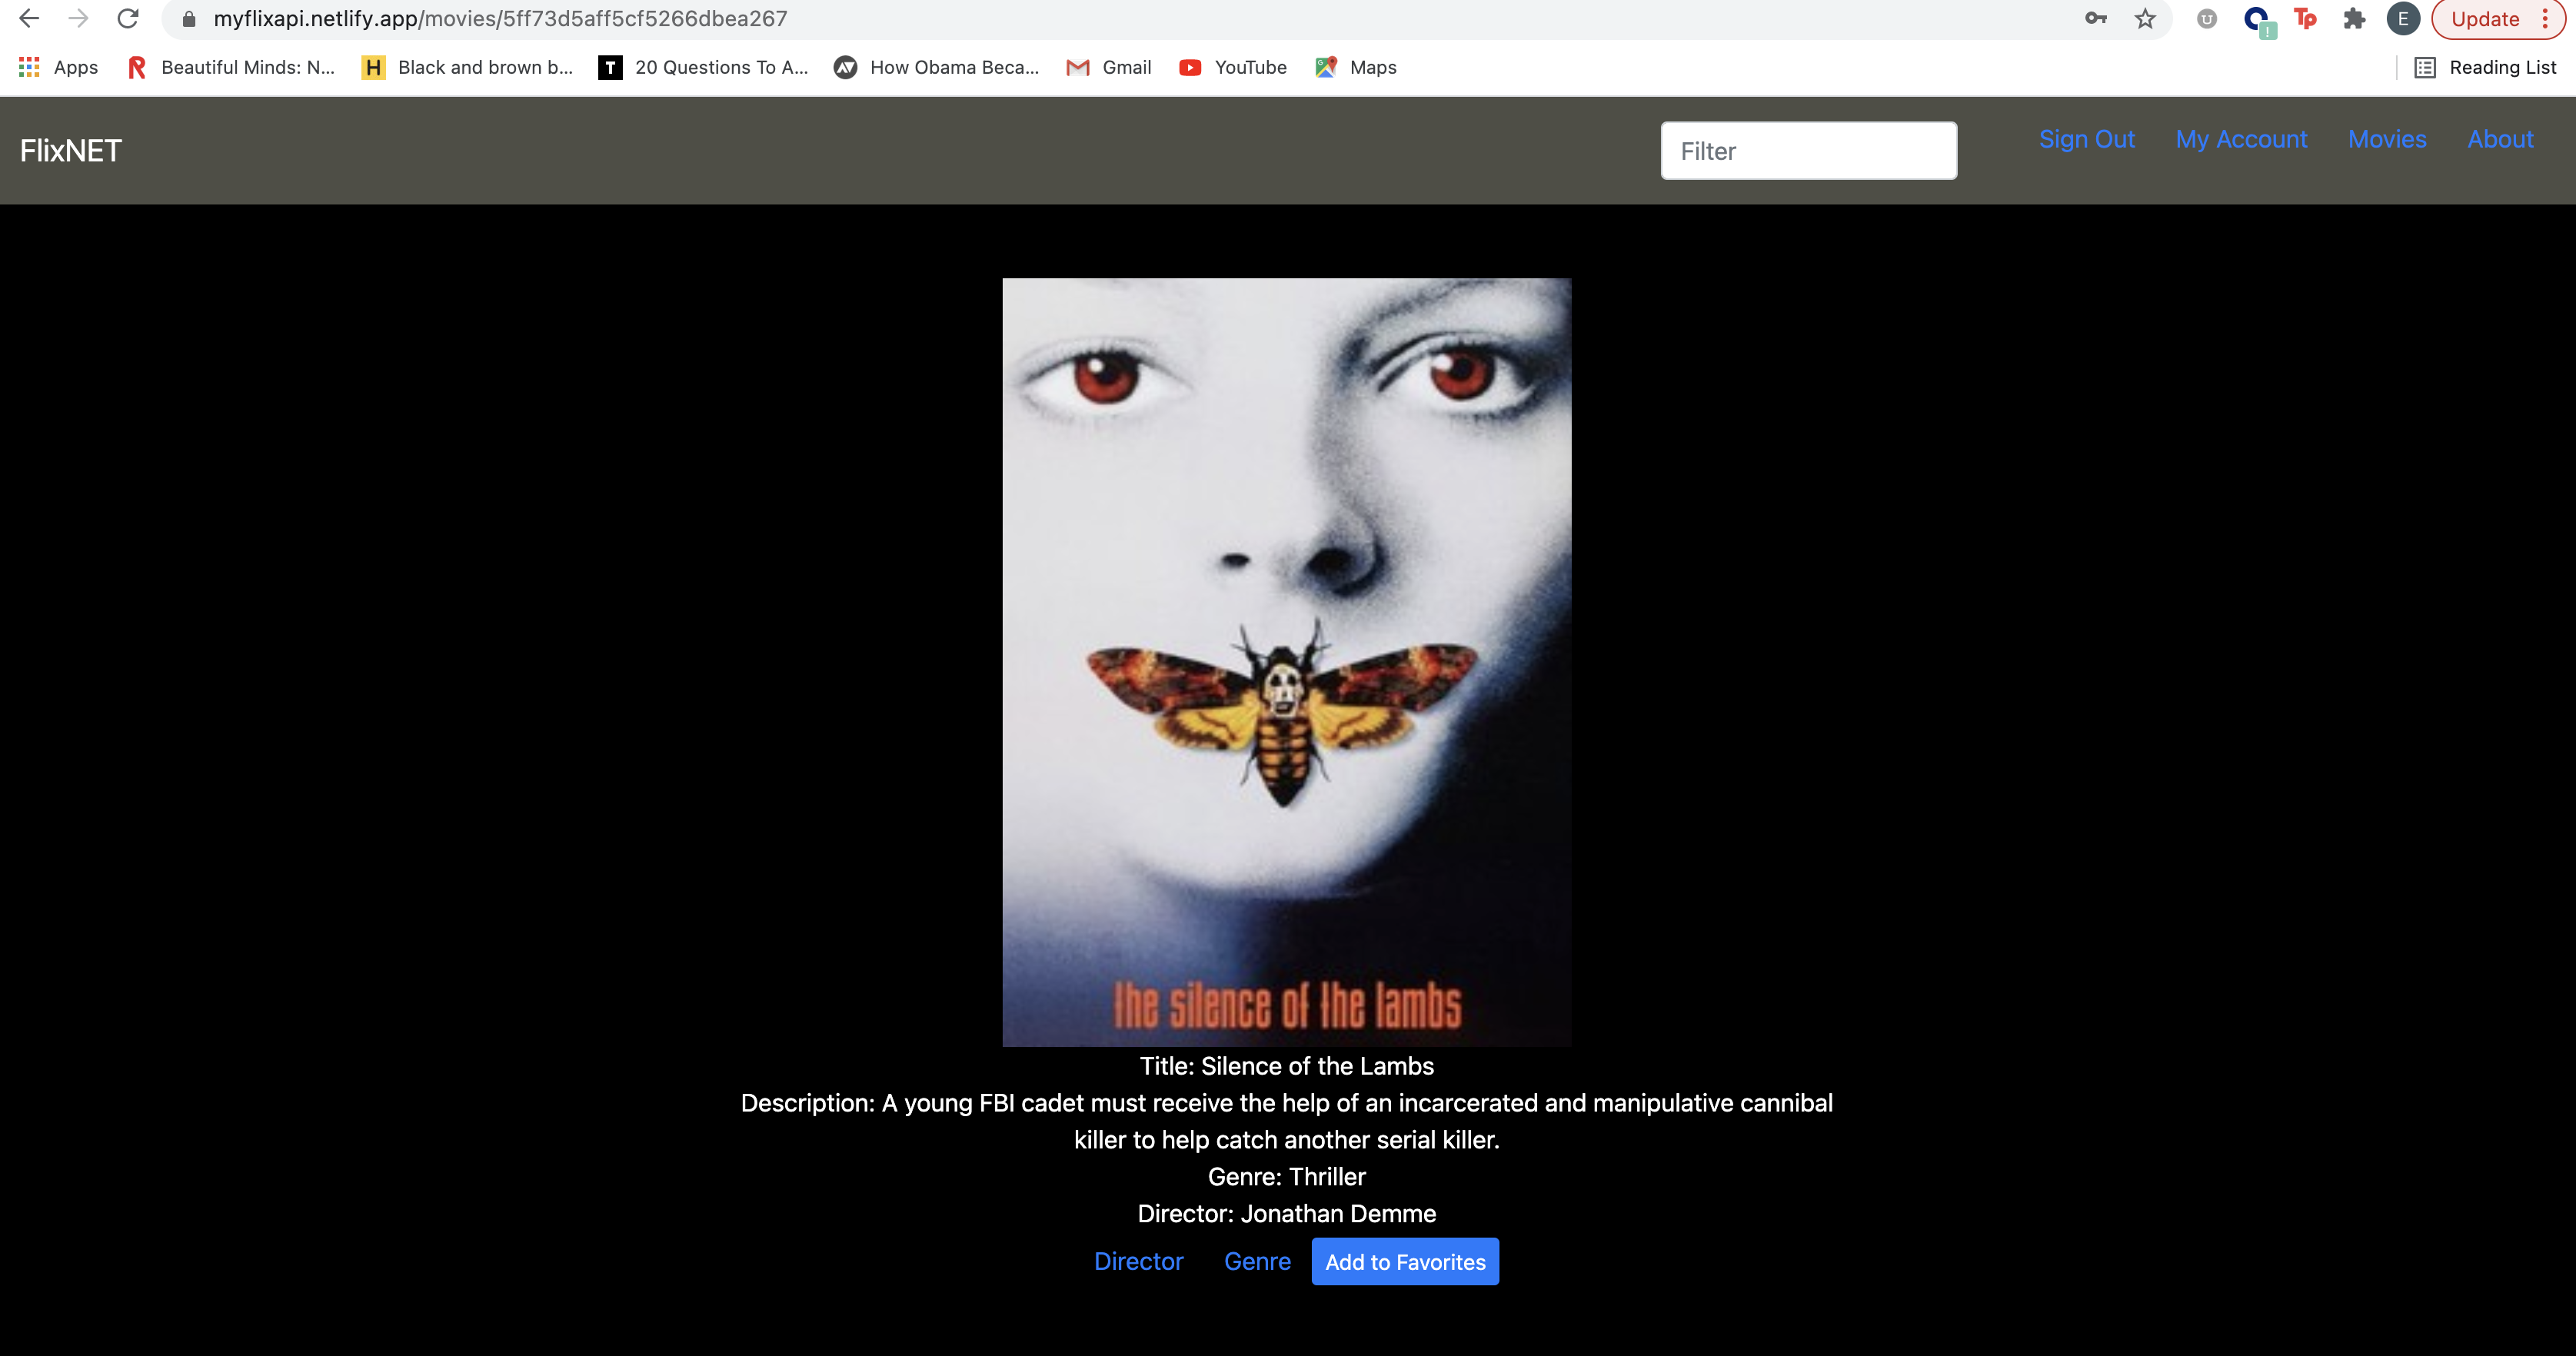 myflixapi.netlify.app/movies/5ff73d5aff5cf5266dbea267
E
Update
Apps
R
Beautiful Minds: N...
H
Black and brown b...
T
20 Questions To A...
How Obama Beca...
Gmail
YouTube
Maps
Reading List
FlixNET
Filter
Sign Out
My Account
Movies
About
the silence of the lambs
Title: Silence of the Lambs
Description: A young FBI cadet must receive the help of an incarcerated and manipulative cannibal
killer to help catch another serial killer.
Genre: Thriller
Director: Jonathan Demme
Director
Genre
Add to Favorites